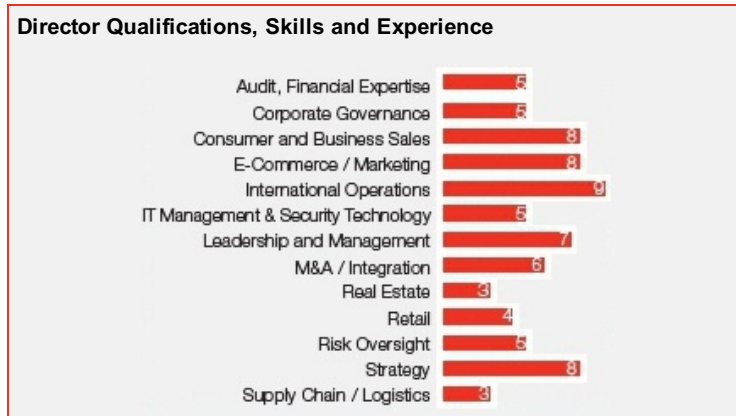 Director Qualifications, Skills and Experience
Audit, Financial Expertise 5
Corporate Governance 5
Consumer and Business Sales 8
E-Commerce / Marketing 8
International Operations 9
IT Management & Security Technology 5
Leadership and Management 7
M&A / Integration 6
Real Estate 3
Retail 4
Risk Oversight 5
Strategy 8
Supply Chain / Logistics 3